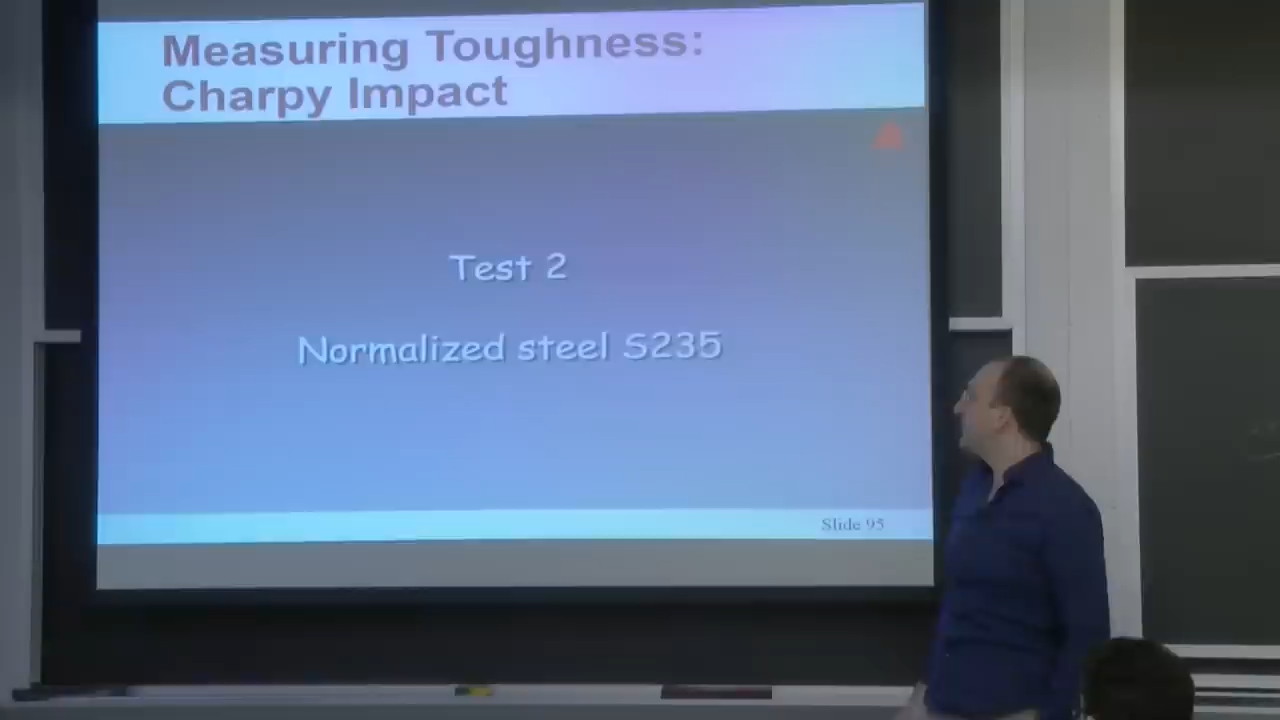 Measuring Toughness:
Charpy Impact
Test 2
Normalized steel S235
Slide 95